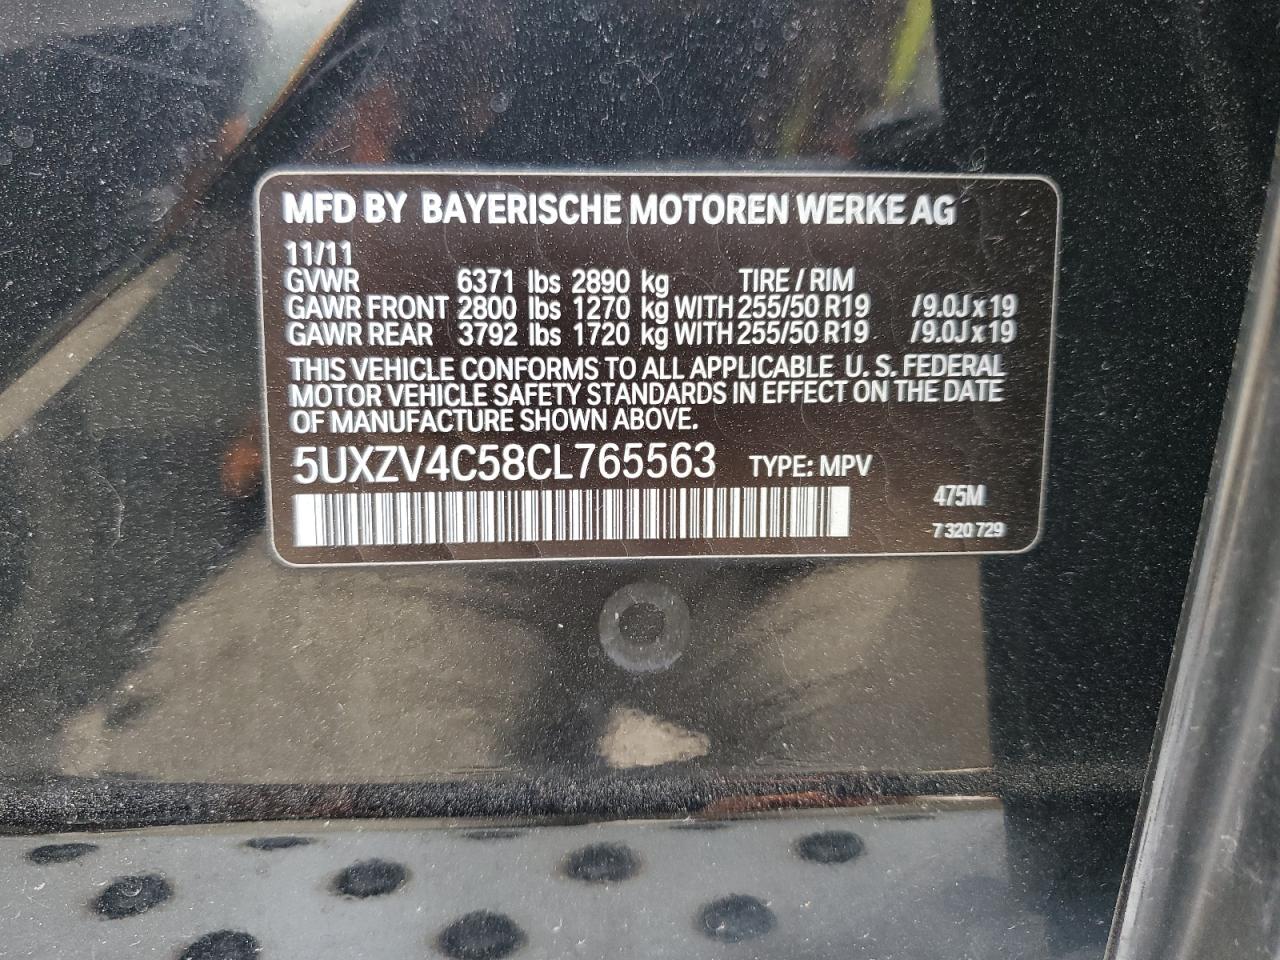 MFD BY BAYERISCHE MOTOREN WERKE AG
11/11
GVWR 6371 lbs 2890 kg TIRE / RIM
GAWR FRONT 2800 lbs 1270 kg WITH 255/50 R19 /9.0J x 19
GAWR REAR 3792 lbs 1720 kg WITH 255/50 R19 /9.0J x 19
THIS VEHICLE CONFORMS TO ALL APPLICABLE U. S. FEDERAL
MOTOR VEHICLE SAFETY STANDARDS IN EFFECT ON THE DATE
OF MANUFACTURE SHOWN ABOVE.
5UXZV4C58CL765563 TYPE: MPV
475M
7 320 729